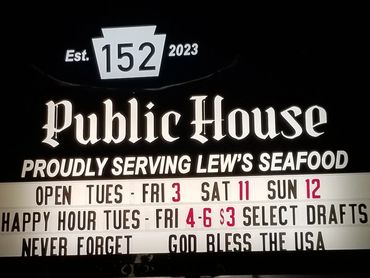 Est. 152 2023
Public House
PROUDLY SERVING LEW'S SEAFOOD
OPEN TUES - FRI 3 SAT 11 SUN 12
HAPPY HOUR TUES - FRI 4-6 $3 SELECT DRAFTS
NEVER FORGET GOD BLESS THE USA